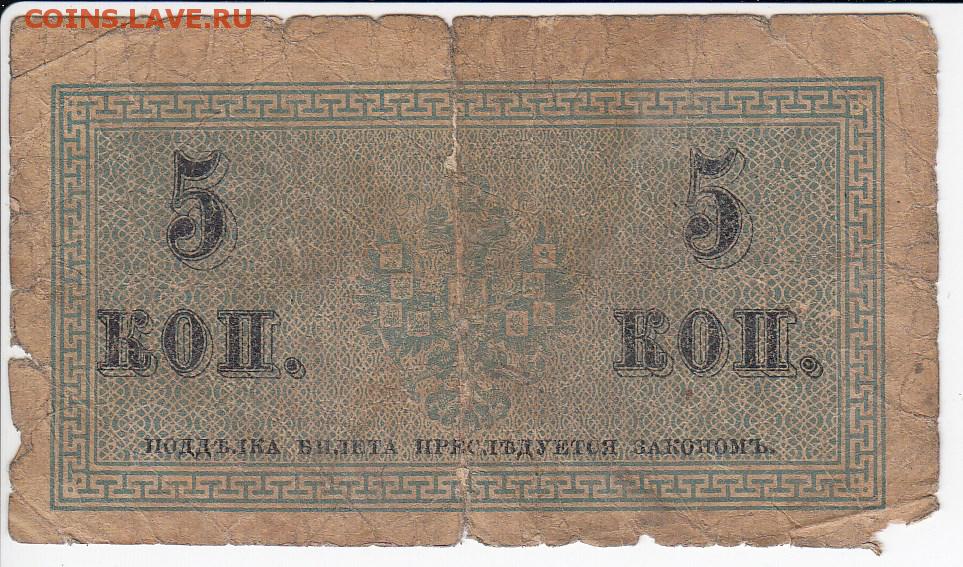 COINS.LAVE.RU
5 5
КОП. КОП.
ПОДДѢЛКА БИЛЕТА ПРЕСЛѢДУЕТСЯ ЗАКОНОМЪ.